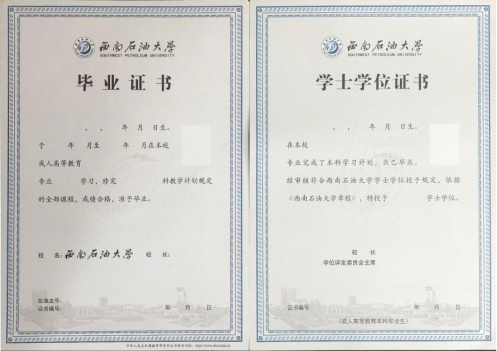 西南石油大学
SOUTHWEST PETROLEUM UNIVERSITY
毕业证书
， ， 年 月 日生。
于 年 月至 年 月在本校
成人高等教育
专业 学习，修完 科教学计划规定
的全部课程，成绩合格，准予毕业。
校 名：西南石油大学 校 长：
批准文号：
证书编号： 年 月 日
西南石油大学
SOUTHWEST PETROLEUM UNIVERSITY
学士学位证书
， ， 年 月 日生。
在本校
专业完成了本科学习计划，且已毕业，
经审核符合西南石油大学学士学位授予规定，依据
《西南石油大学章程》，特授予 学士学位。
校 长
学位评定委员会主席
证书编号： 年 月 日
（成人高等教育本科毕业生）